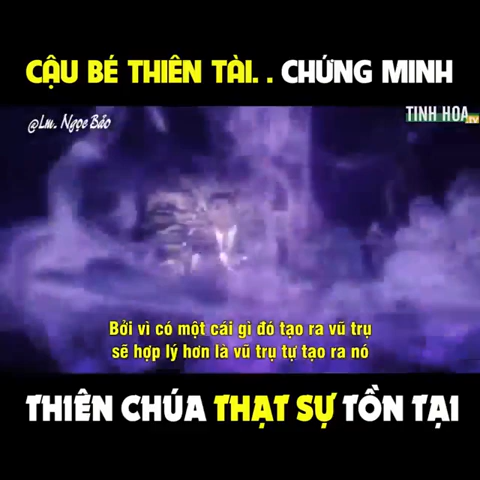 CẬU BÉ THIÊN TÀI. . CHỨNG MINH
TINH HOA.TV
@Lm. Ngọc Bảo
Bởi vì có một cái gì đó tạo ra vũ trụ
sẽ hợp lý hơn là vũ trụ tự tạo ra nó
THIÊN CHÚA THẠT SỰ TỒN TẠI